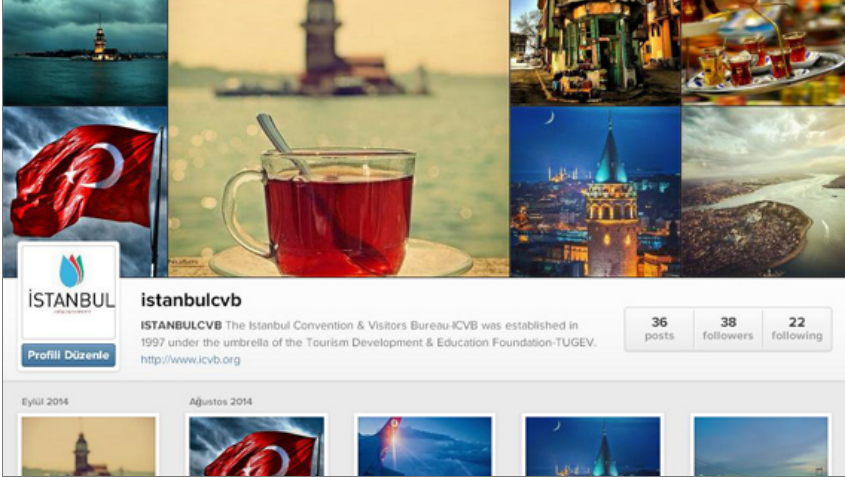 İSTANBUL
Profili Düzenle
istanbulcvb
ISTANBULCVB The Istanbul Convention & Visitors Bureau-ICVB was established in
1997 under the umbrella of the Tourism Development & Education Foundation-TUGEV.
http://www.icvb.org
36 38 22
posts followers following
Eylül 2014 Ağustos 2014